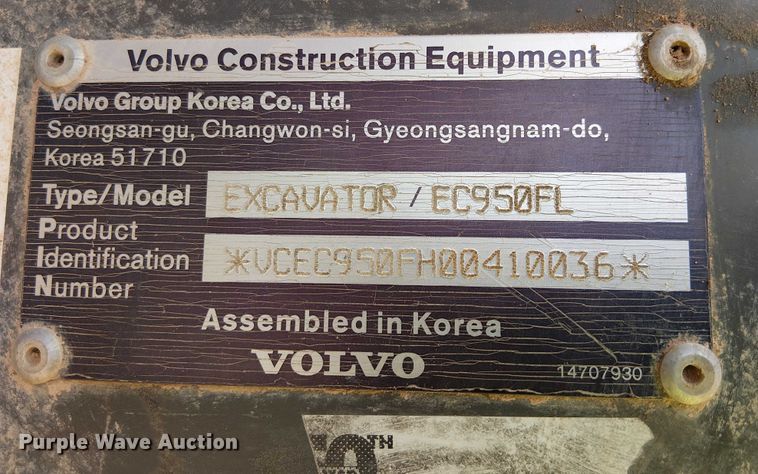 Volvo Construction Equipment
Volvo Group Korea Co., Ltd.
Seongsan-gu, Changwon-si, Gyeongsangnam-do,
Korea 51710
Type/Model EXCAVATOR / EC950FL
Product
Identification *VCEC950FH00410036*
Number
Assembled in Korea
VOLVO
14707930
Purple Wave Auction
TH